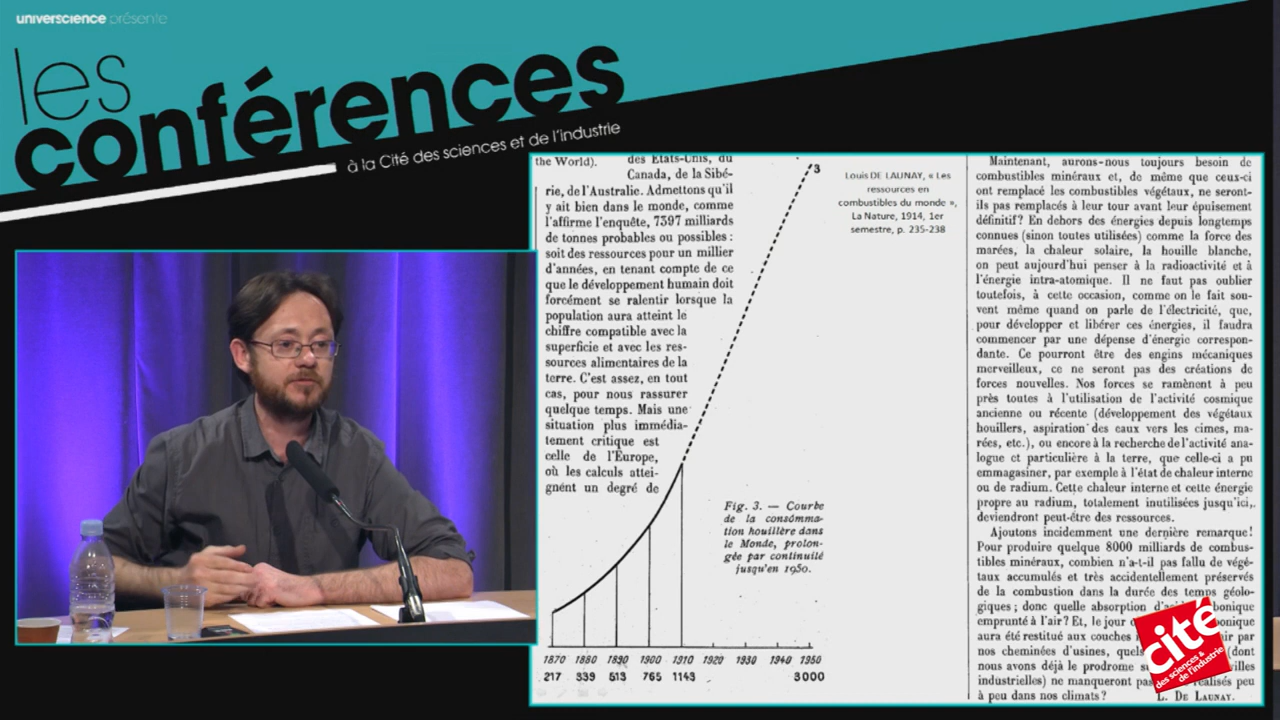 universcience présente
les
conférences
à la Cité des sciences et de l'industrie
the World).
des Etats-Unis, du
Canada, de la Sibé-
rie, de l'Australie. Admettons qu'il
y ait bien dans le monde, comme
l'affirme l'enquête, 7397 milliards
de tonnes probables ou possibles :
soit des ressources pour un millier
d'années, en tenant compte de ce
que le développement humain doit
forcément se ralentir lorsque la
population aura atteint le
chiffre compatible avec la
superficie et avec les res-
sources alimentaires de la
terre. C'est assez, en tout
cas, pour nous rassurer
quelque temps. Mais une
situation plus immédia-
tement critique est
celle de l'Europe,
où les calculs attei-
gnent un degré de
3
Fig. 3. — Courbe
de la consomma-
tion houillère dans
le Monde, prolon-
gée par continuité
jusqu'en 1950.
1870 1880 1890 1900 1910 1920 1930 1940 1950
217 339 513 765 1143 3000
Louis DE LAUNAY, « Les
ressources en
combustibles du monde »,
La Nature, 1914, 1er
semestre, p. 235-238
Maintenant, aurons-nous toujours besoin de
combustibles minéraux et, de même que ceux-ci
ont remplacé les combustibles végétaux, ne seront-
ils pas remplacés à leur tour avant leur épuisement
définitif? En dehors des énergies depuis longtemps
connues (sinon toutes utilisées) comme la force des
marées, la chaleur solaire, la houille blanche,
on peut aujourd'hui penser à la radioactivité et à
l'énergie intra-atomique. Il ne faut pas oublier
toutefois, à cette occasion, comme on le fait sou-
vent même quand on parle de l'électricité, que,
pour développer et libérer ces énergies, il faudra
commencer par une dépense d'énergie correspon-
dante. Ce pourront être des engins mécaniques
merveilleux, ce ne seront pas des créations de
forces nouvelles. Nos forces se ramènent à peu
près toutes à l'utilisation de l'activité cosmique
ancienne ou récente (développement des végétaux
houillers, aspiration des eaux vers les cimes, ma-
rées, etc.), ou encore à la recherche de l'activité ana-
logue et particulière à la terre, que celle-ci a pu
emmagasiner, par exemple à l'état de chaleur interne
ou de radium. Cette chaleur interne et cette énergie
propre au radium, totalement inutilisées jusqu'ici,
deviendront peut-être des ressources.
Ajoutons incidemment une dernière remarque!
Pour produire quelque 8000 milliards de combus-
tibles minéraux, combien n'a-t-il pas fallu de végé-
taux accumulés et très accidentellement préservés
de la combustion dans la durée des temps géolo-
giques ; donc quelle absorption
emprunté à l'air? Et, le jour
aura été restitué aux couches par
nos cheminées d'usines, quels (dont
nous avons déjà le prodrome
industrielles) ne manqueront peu
à peu dans nos climats? L. DE LAUNAY.
cité
des sciences &
de l'industrie